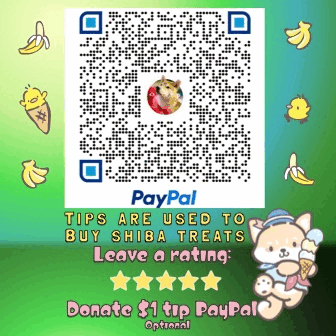 PayPal
TIPS ARE USED TO
BUY SHIBA TREATS
Leave a rating:
Donate $1 tip PayPal
Optional